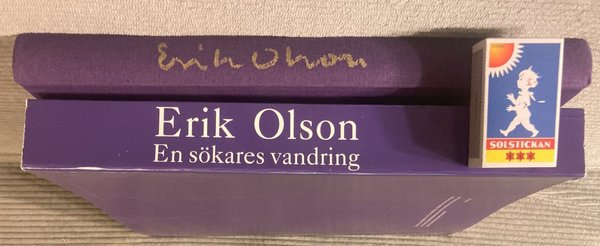 Erik Olson
Erik Olson
En sökares vandring
SOLSTICKAN